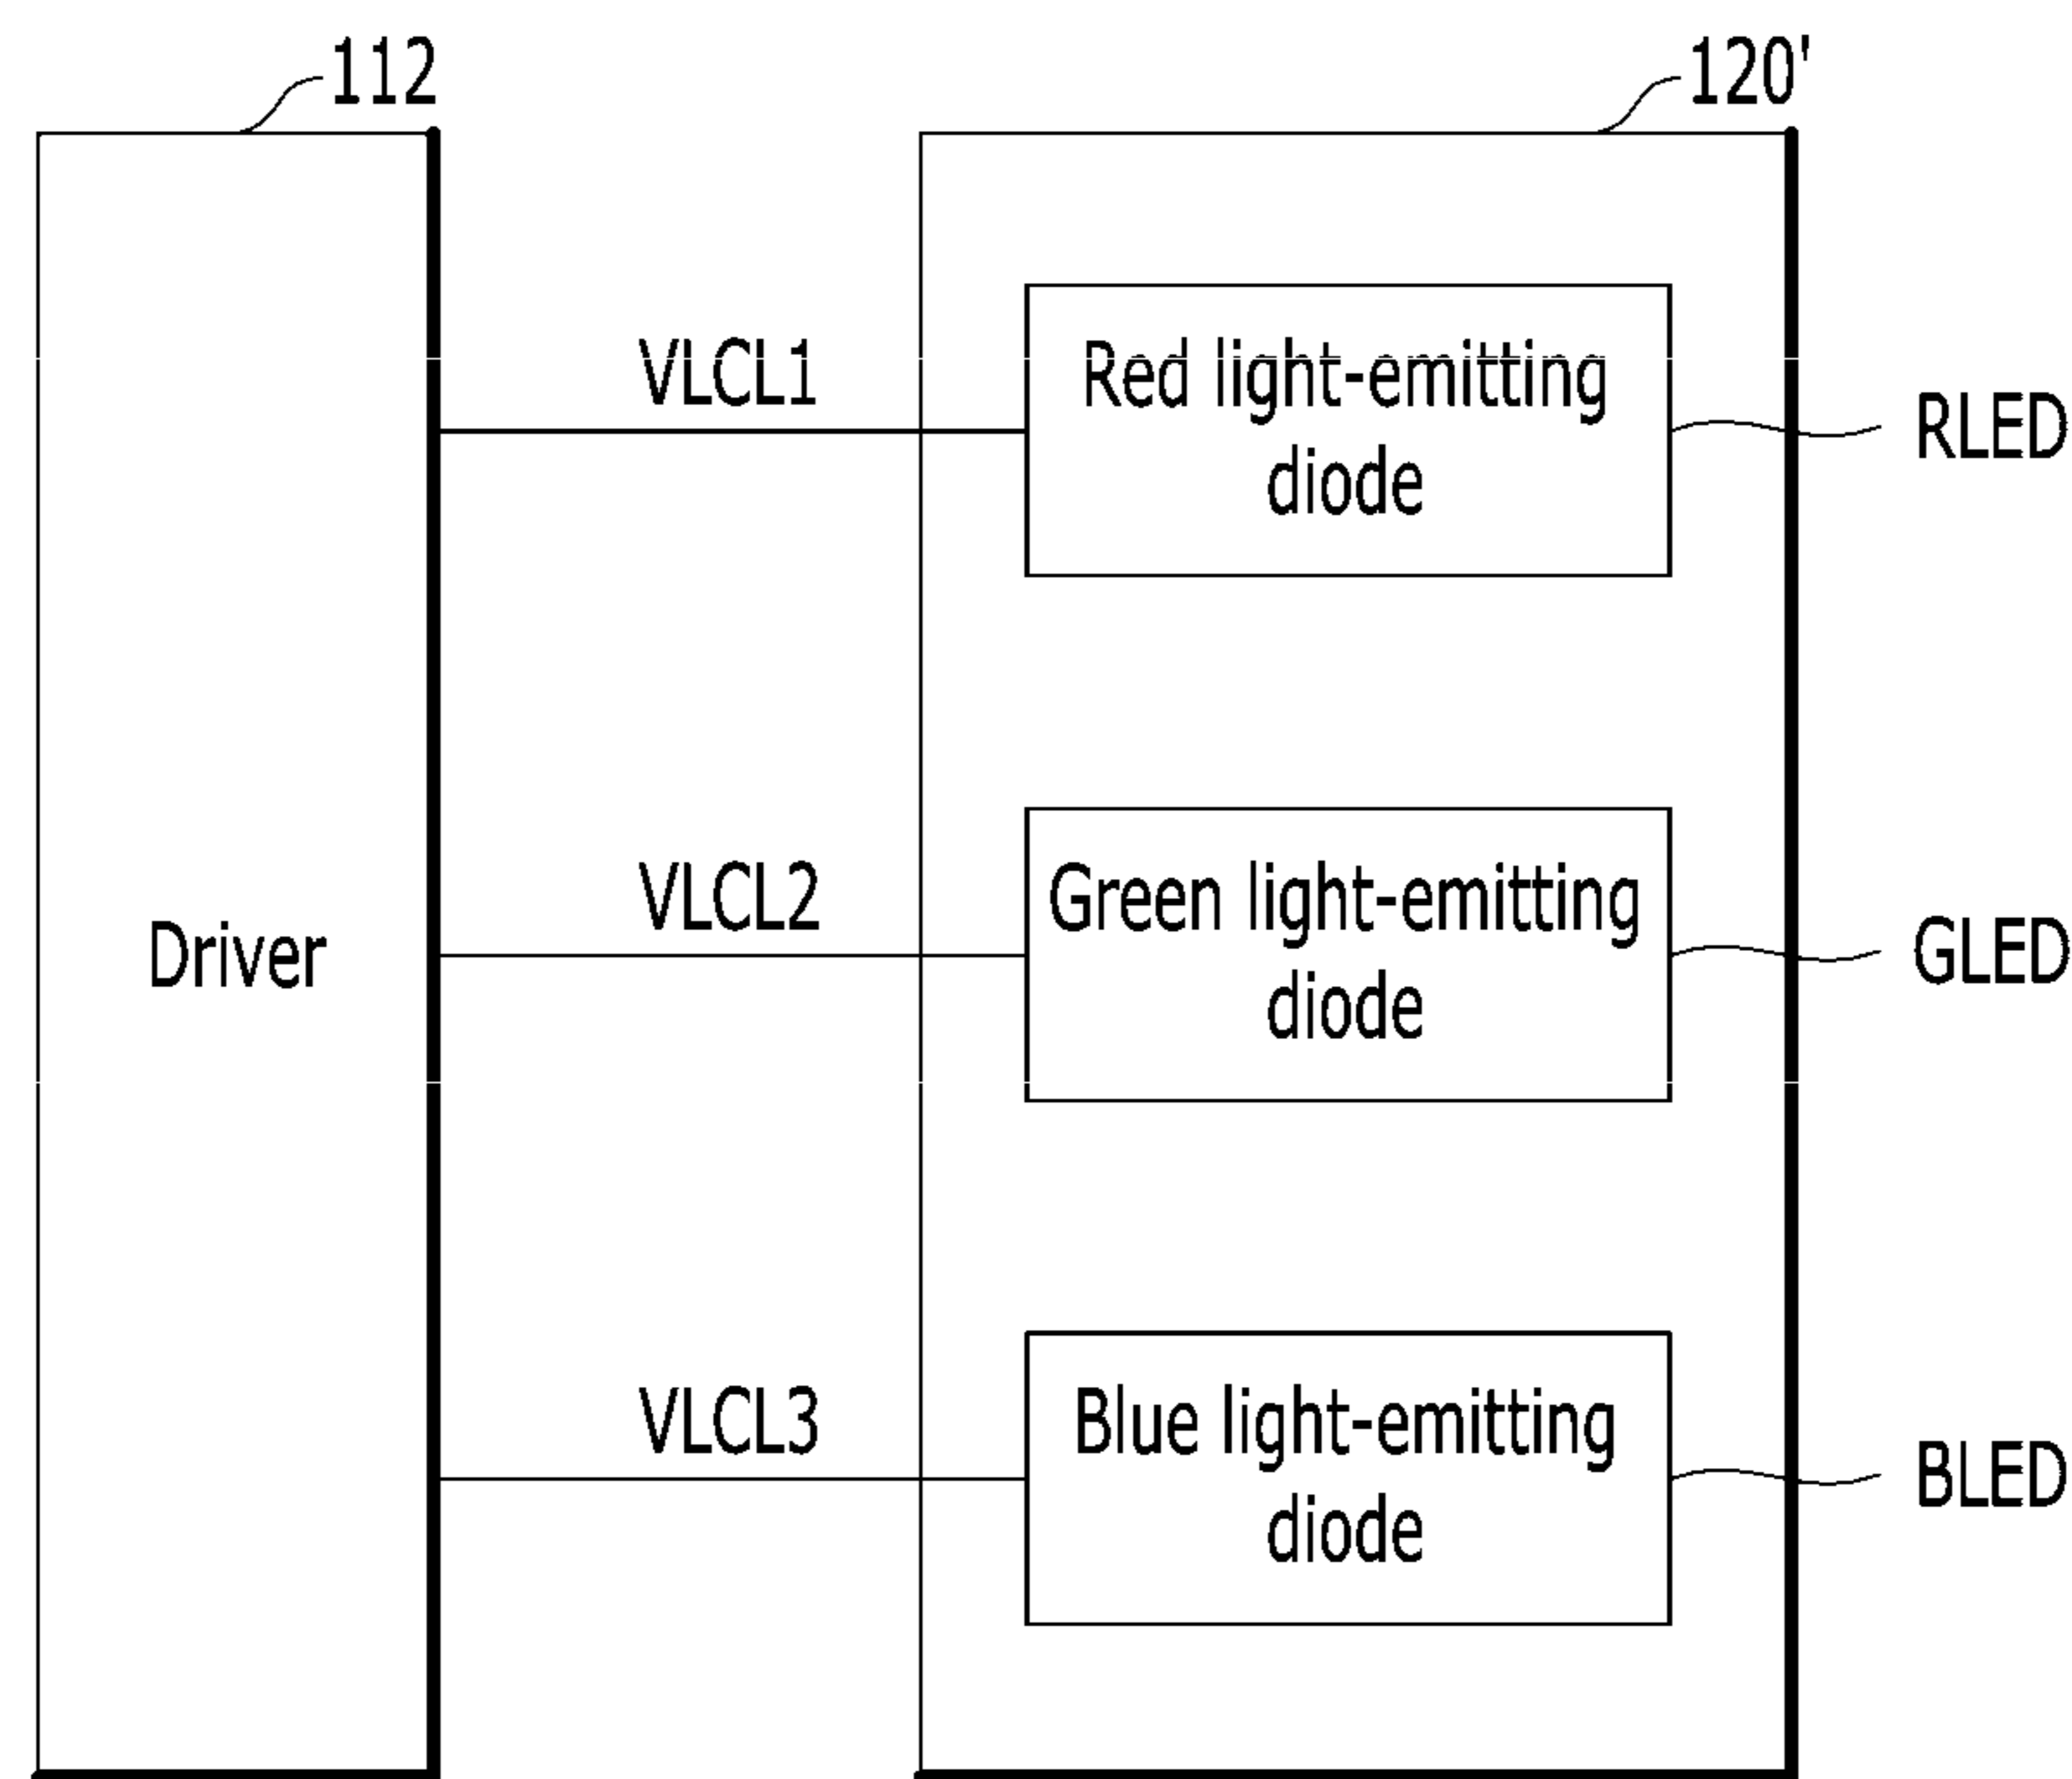 112
120'
VLCL1
Red light-emitting
diode
RLED
Driver
VLCL2
Green light-emitting
diode
GLED
VLCL3
Blue light-emitting
diode
BLED